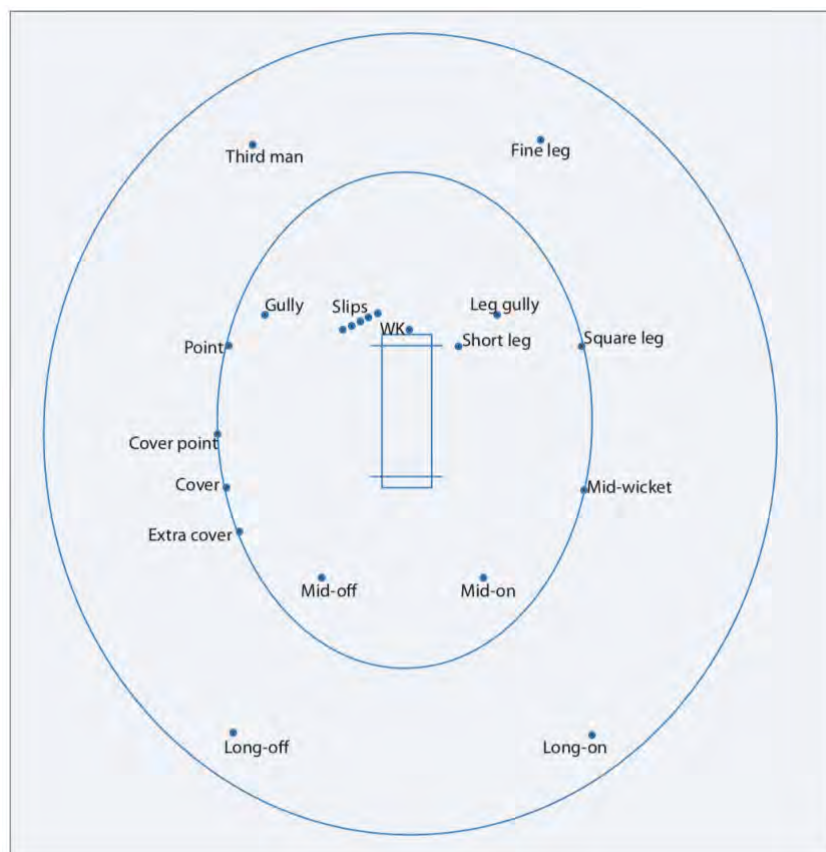 Third man
Fine leg
Gully
Slips
Leg gully
WK
Point
Short leg
Square leg
Cover point
Cover
Mid-wicket
Extra cover
Mid-off
Mid-on
Long-off
Long-on